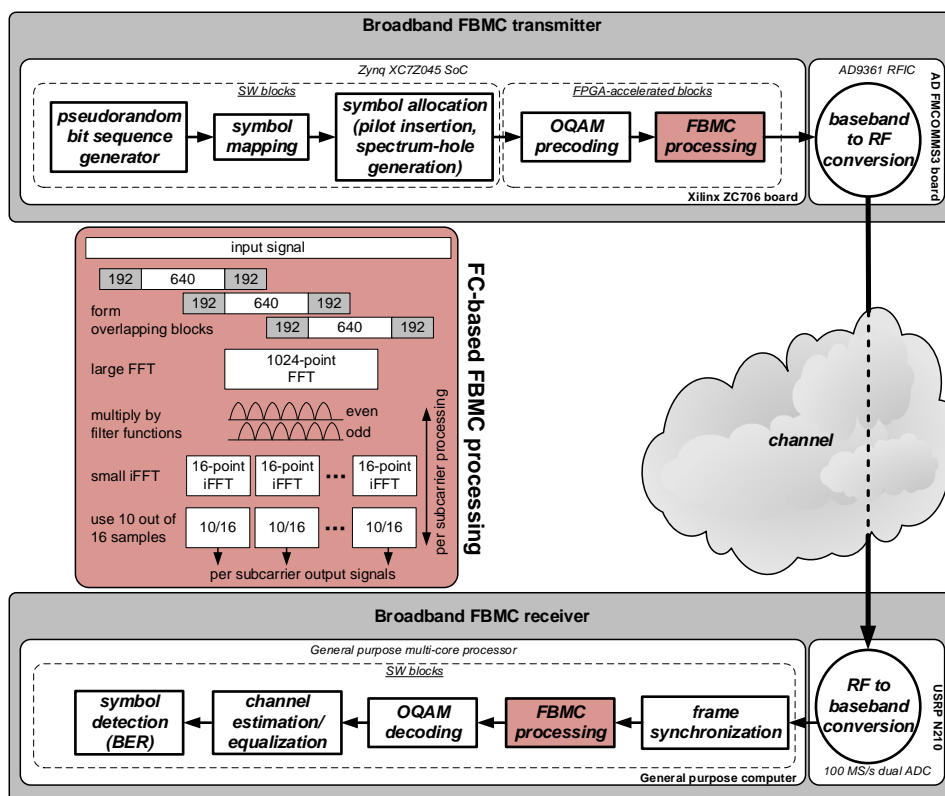 Broadband FBMC transmitter
Zynq XC7Z045 SoC
SW blocks
pseudorandom
bit sequence
generator
symbol
mapping
symbol allocation
(pilot insertion,
spectrum-hole
generation)
FPGA-accelerated blocks
OQAM
precoding
FBMC
processing
Xilinx ZC706 board
AD9361 RFIC
baseband
to RF
conversion
AD FMCOMMS3 board
FC-based FBMC processing
input signal
192 640 192
192 640 192
192 640 192
form
overlapping blocks
large FFT
1024-point
FFT
multiply by
filter functions
even
odd
small iFFT
16-point
iFFT
16-point
iFFT
16-point
iFFT
use 10 out of
16 samples
10/16 10/16 10/16
per subcarrier processing
per subcarrier output signals
channel
Broadband FBMC receiver
General purpose multi-core processor
SW blocks
symbol
detection
(BER)
channel
estimation/
equalization
OQAM
decoding
FBMC
processing
frame
synchronization
General purpose computer
RF to
baseband
conversion
100 MS/s dual ADC
USRP N210